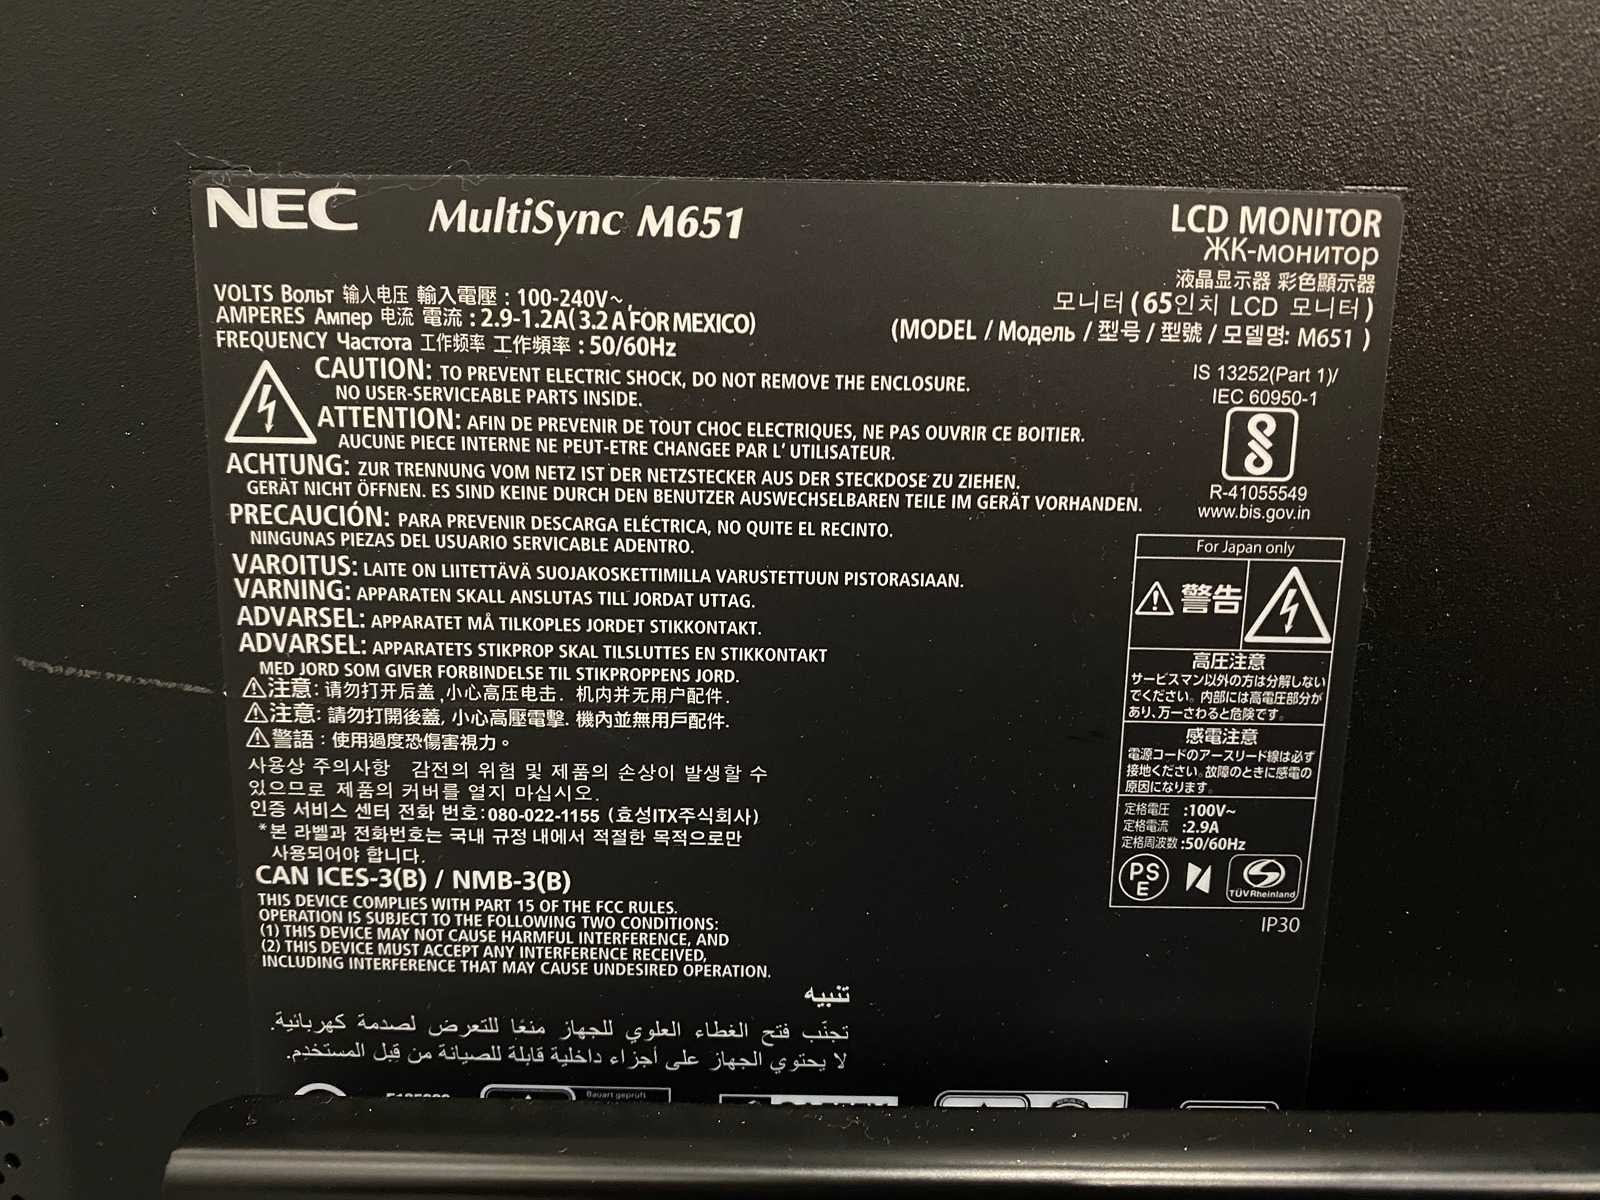 NEC MultiSync M651
LCD MONITOR
ЖК-монитор
液晶显示器 彩色顯示器
모니터 (65인치 LCD 모니터)
(MODEL / Модель / 型号 / 型號 / 모델명: M651 )
VOLTS Вольт 输入电压 輸入電壓 : 100-240V~,
AMPERES Ампер 电流 電流 : 2.9-1.2A(3.2 A FOR MEXICO)
FREQUENCY Частота 工作频率 工作頻率 : 50/60Hz
CAUTION: TO PREVENT ELECTRIC SHOCK, DO NOT REMOVE THE ENCLOSURE.
NO USER-SERVICEABLE PARTS INSIDE.
ATTENTION: AFIN DE PREVENIR DE TOUT CHOC ELECTRIQUES, NE PAS OUVRIR CE BOITIER.
AUCUNE PIECE INTERNE NE PEUT-ETRE CHANGEE PAR L' UTILISATEUR.
ACHTUNG: ZUR TRENNUNG VOM NETZ IST DER NETZSTECKER AUS DER STECKDOSE ZU ZIEHEN.
GERÄT NICHT ÖFFNEN. ES SIND KEINE DURCH DEN BENUTZER AUSWECHSELBAREN TEILE IM GERÄT VORHANDEN.
PRECAUCIÓN: PARA PREVENIR DESCARGA ELÉCTRICA, NO QUITE EL RECINTO.
NINGUNAS PIEZAS DEL USUARIO SERVICABLE ADENTRO.
VAROITUS: LAITE ON LIITETTÄVÄ SUOJAKOSKETTIMILLA VARUSTETTUUN PISTORASIAAN.
VARNING: APPARATEN SKALL ANSLUTAS TILL JORDAT UTTAG.
ADVARSEL: APPARATET MÅ TILKOPLES JORDET STIKKONTAKT.
ADVARSEL: APPARATETS STIKPROP SKAL TILSLUTTES EN STIKKONTAKT
MED JORD SOM GIVER FORBINDELSE TIL STIKPROPPENS JORD.
注意: 请勿打开后盖,小心高压电击. 机内并无用户配件.
注意: 請勿打開後蓋, 小心高壓電擊. 機內並無用戶配件.
警語 : 使用過度恐傷害視力。
사용상 주의사항 감전의 위험 및 제품의 손상이 발생할 수
있으므로 제품의 커버를 열지 마십시오.
인증 서비스 센터 전화 번호:080-022-1155 (효성ITX주식회사)
*본 라벨과 전화번호는 국내 규정 내에서 적절한 목적으로만
사용되어야 합니다.
CAN ICES-3(B) / NMB-3(B)
THIS DEVICE COMPLIES WITH PART 15 OF THE FCC RULES.
OPERATION IS SUBJECT TO THE FOLLOWING TWO CONDITIONS:
(1) THIS DEVICE MAY NOT CAUSE HARMFUL INTERFERENCE, AND
(2) THIS DEVICE MUST ACCEPT ANY INTERFERENCE RECEIVED,
INCLUDING INTERFERENCE THAT MAY CAUSE UNDESIRED OPERATION.
تنبيه
تجنّب فتح الغطاء العلوي للجهاز منعًا للتعرض لصدمة كهربائية.
لا يحتوي الجهاز على أجزاء داخلية قابلة للصيانة من قبل المستخدم.
Bauart geprüft
IS 13252(Part 1)/
IEC 60950-1
R-41055549
www.bis.gov.in
For Japan only
警告
高圧注意
サービスマン以外の方は分解しない
でください。内部には高電圧部分が
あり、万一さわると危険です。
感電注意
電源コードのアースリード線は必ず
接地ください。故障のときに感電の
原因になります。
定格電圧 :100V~
定格電流 :2.9A
定格周波数 :50/60Hz
PS
E
TÜVRheinland
IP30